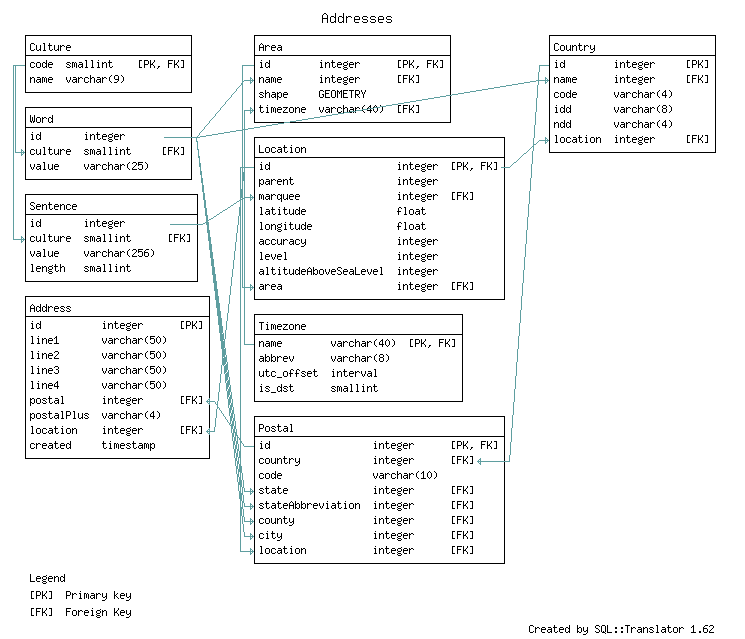 Addresses
Culture
code smallint [PK, FK]
name varchar(9)
Word
id integer
culture smallint [FK]
value varchar(25)
Sentence
id integer
culture smallint [FK]
value varchar(256)
length smallint
Address
id integer [PK]
line1 varchar(50)
line2 varchar(50)
line3 varchar(50)
line4 varchar(50)
postal integer [FK]
postalPlus varchar(4)
location integer [FK]
created timestamp
Area
id integer [PK, FK]
name integer [FK]
shape GEOMETRY
timezone varchar(40) [FK]
Location
id integer [PK, FK]
parent integer
marquee integer [FK]
latitude float
longitude float
accuracy integer
level integer
altitudeAboveSeaLevel integer
area integer [FK]
Timezone
name varchar(40) [PK, FK]
abbrev varchar(8)
utc_offset interval
is_dst smallint
Postal
id integer [PK, FK]
country integer [FK]
code varchar(10)
state integer [FK]
stateAbbreviation integer [FK]
county integer [FK]
city integer [FK]
location integer [FK]
Country
id integer [PK]
name integer [FK]
code varchar(4)
idd varchar(8)
ndd varchar(4)
location integer [FK]
Legend
[PK] Primary key
[FK] Foreign Key
Created by SQL::Translator 1.62